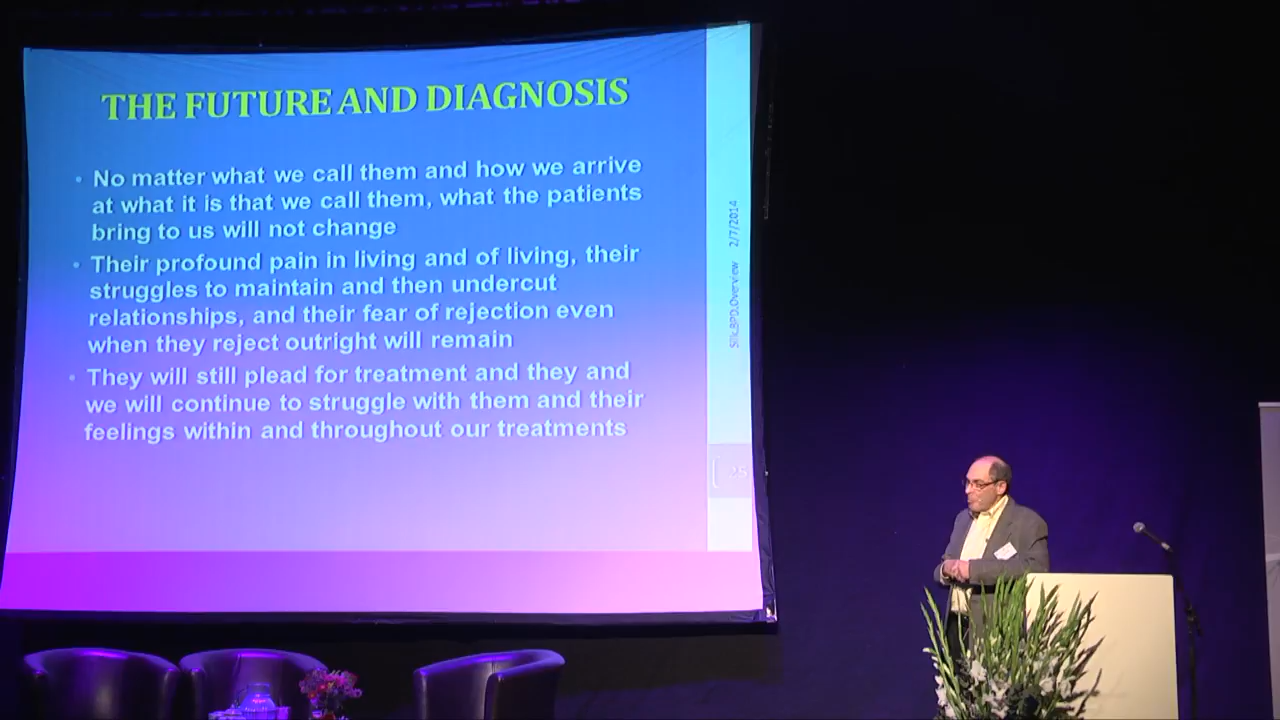 THE FUTURE AND DIAGNOSIS
• No matter what we call them and how we arrive
at what it is that we call them, what the patients
bring to us will not change
• Their profound pain in living and of living, their
struggles to maintain and then undercut
relationships, and their fear of rejection even
when they reject outright will remain
• They will still plead for treatment and they and
we will continue to struggle with them and their
feelings within and throughout our treatments
Silk.BPD.Overview 2/7/2014
25